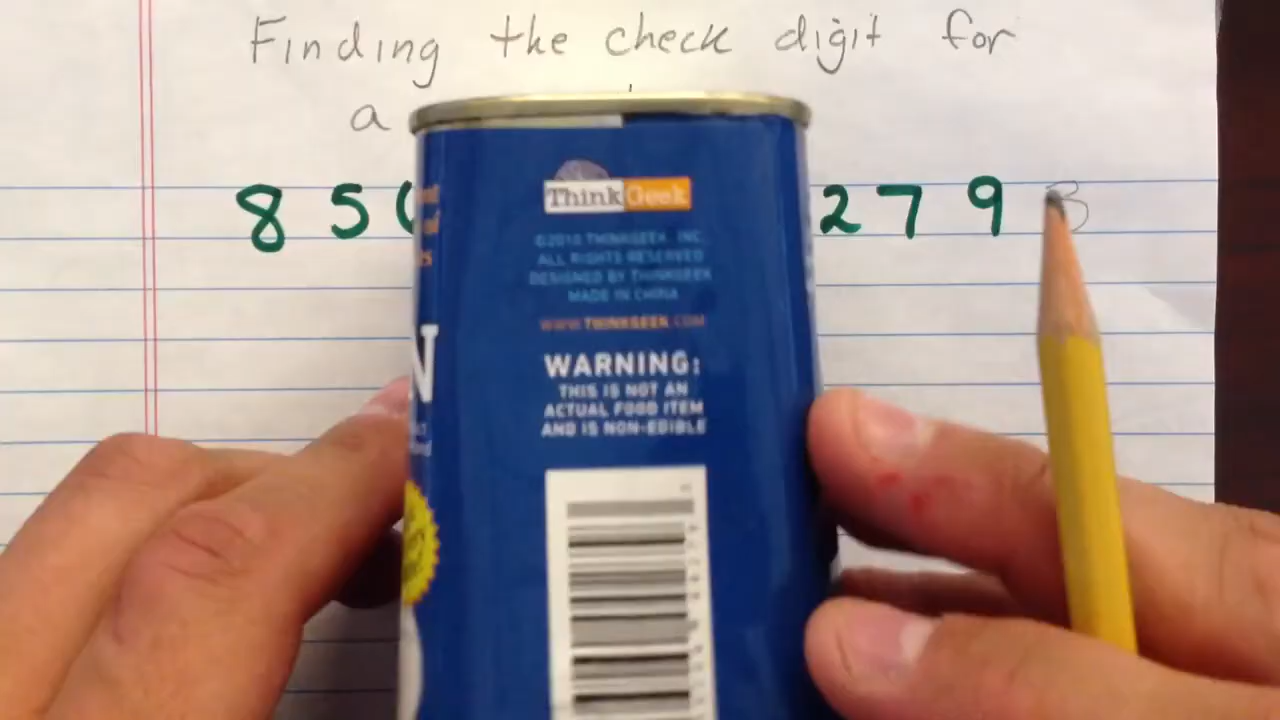 Finding the check digit for
a
8 5 2 7 9 3
ThinkGeek
©2010 THINKGEEK, INC.
ALL RIGHTS RESERVED
DESIGNED BY THINKGEEK
MADE IN CHINA
WWW.THINKGEEK.COM
WARNING:
THIS IS NOT AN
ACTUAL FOOD ITEM
AND IS NON-EDIBLE
N